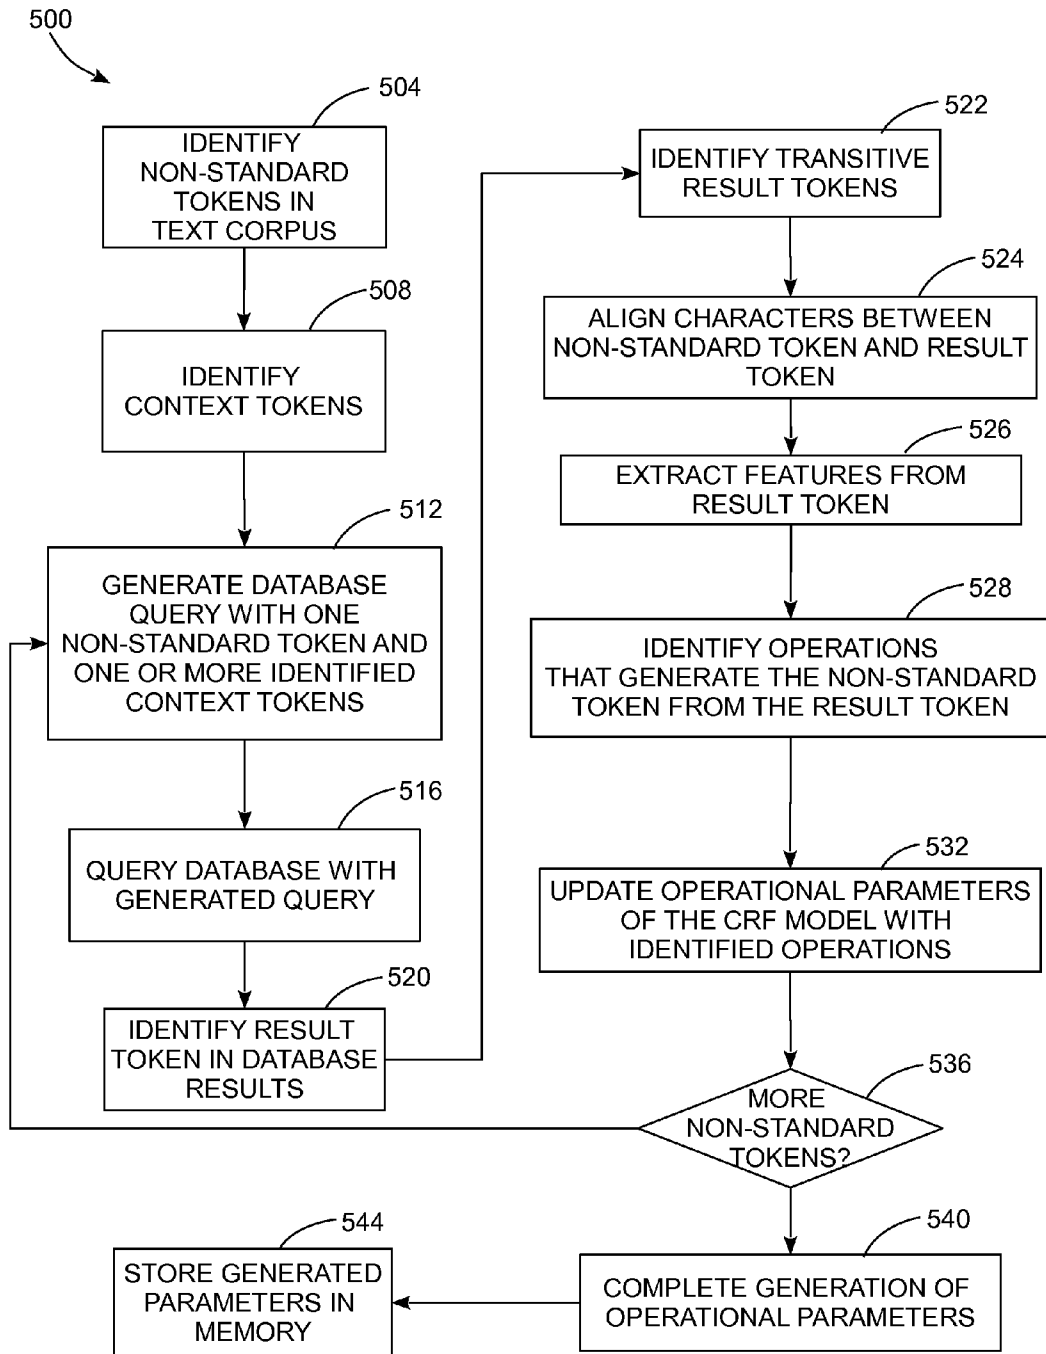 500
504
IDENTIFY
NON-STANDARD
TOKENS IN
TEXT CORPUS
508
IDENTIFY
CONTEXT TOKENS
512
GENERATE DATABASE
QUERY WITH ONE
NON-STANDARD TOKEN AND
ONE OR MORE IDENTIFIED
CONTEXT TOKENS
516
QUERY DATABASE WITH
GENERATED QUERY
520
IDENTIFY RESULT
TOKEN IN DATABASE
RESULTS
522
IDENTIFY TRANSITIVE
RESULT TOKENS
524
ALIGN CHARACTERS BETWEEN
NON-STANDARD TOKEN AND RESULT
TOKEN
526
EXTRACT FEATURES FROM
RESULT TOKEN
528
IDENTIFY OPERATIONS
THAT GENERATE THE NON-STANDARD
TOKEN FROM THE RESULT TOKEN
532
UPDATE OPERATIONAL PARAMETERS
OF THE CRF MODEL WITH
IDENTIFIED OPERATIONS
536
MORE
NON-STANDARD
TOKENS?
540
COMPLETE GENERATION OF
OPERATIONAL PARAMETERS
544
STORE GENERATED
PARAMETERS IN
MEMORY